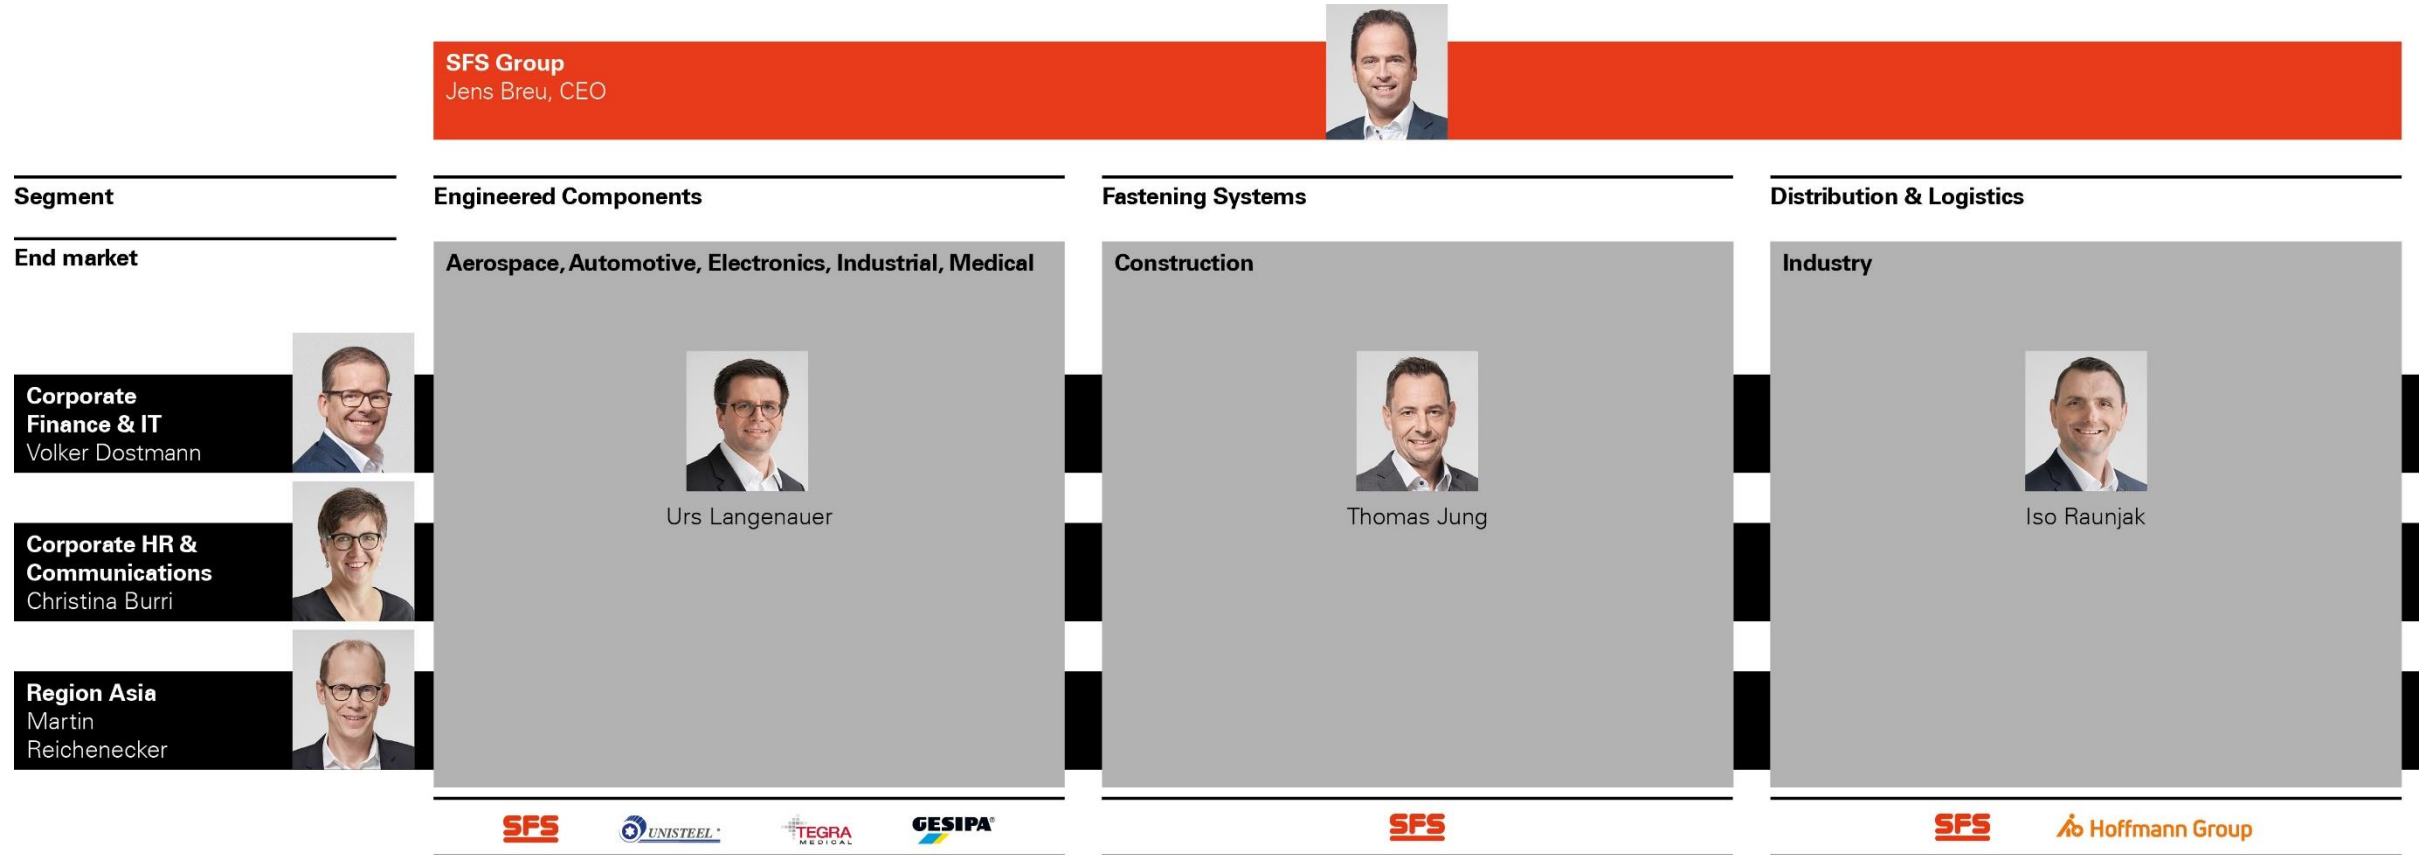 SFS Group
Jens Breu, CEO
Segment
Engineered Components
Fastening Systems
Distribution & Logistics
End market
Aerospace, Automotive, Electronics, Industrial, Medical
Construction
Industry
Corporate
Finance & IT
Volker Dostmann
Urs Langenauer
Thomas Jung
Iso Raunjak
Corporate HR &
Communications
Christina Burri
Region Asia
Martin
Reichenecker
SFS
UNISTEEL
TEGRA
MEDICAL
GESIPA®
SFS
SFS
Hoffmann Group